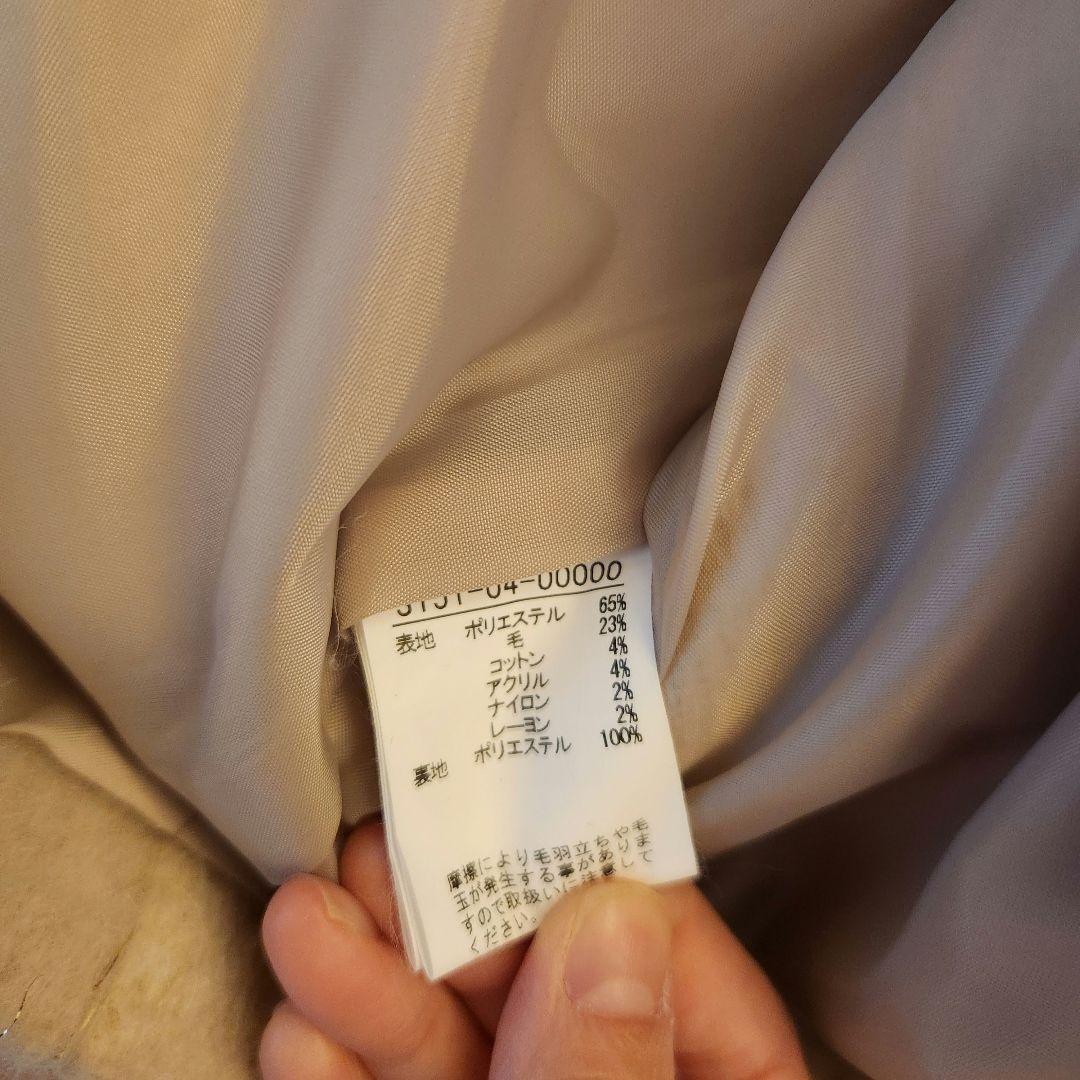 5151-04-00000
表地 ポリエステル 65%
毛 23%
コットン 4%
アクリル 4%
ナイロン 2%
レーヨン 2%
裏地 ポリエステル 100%
摩擦により毛羽立ちや毛
玉が発生する事がありま
すので取扱いに注意して
ください。